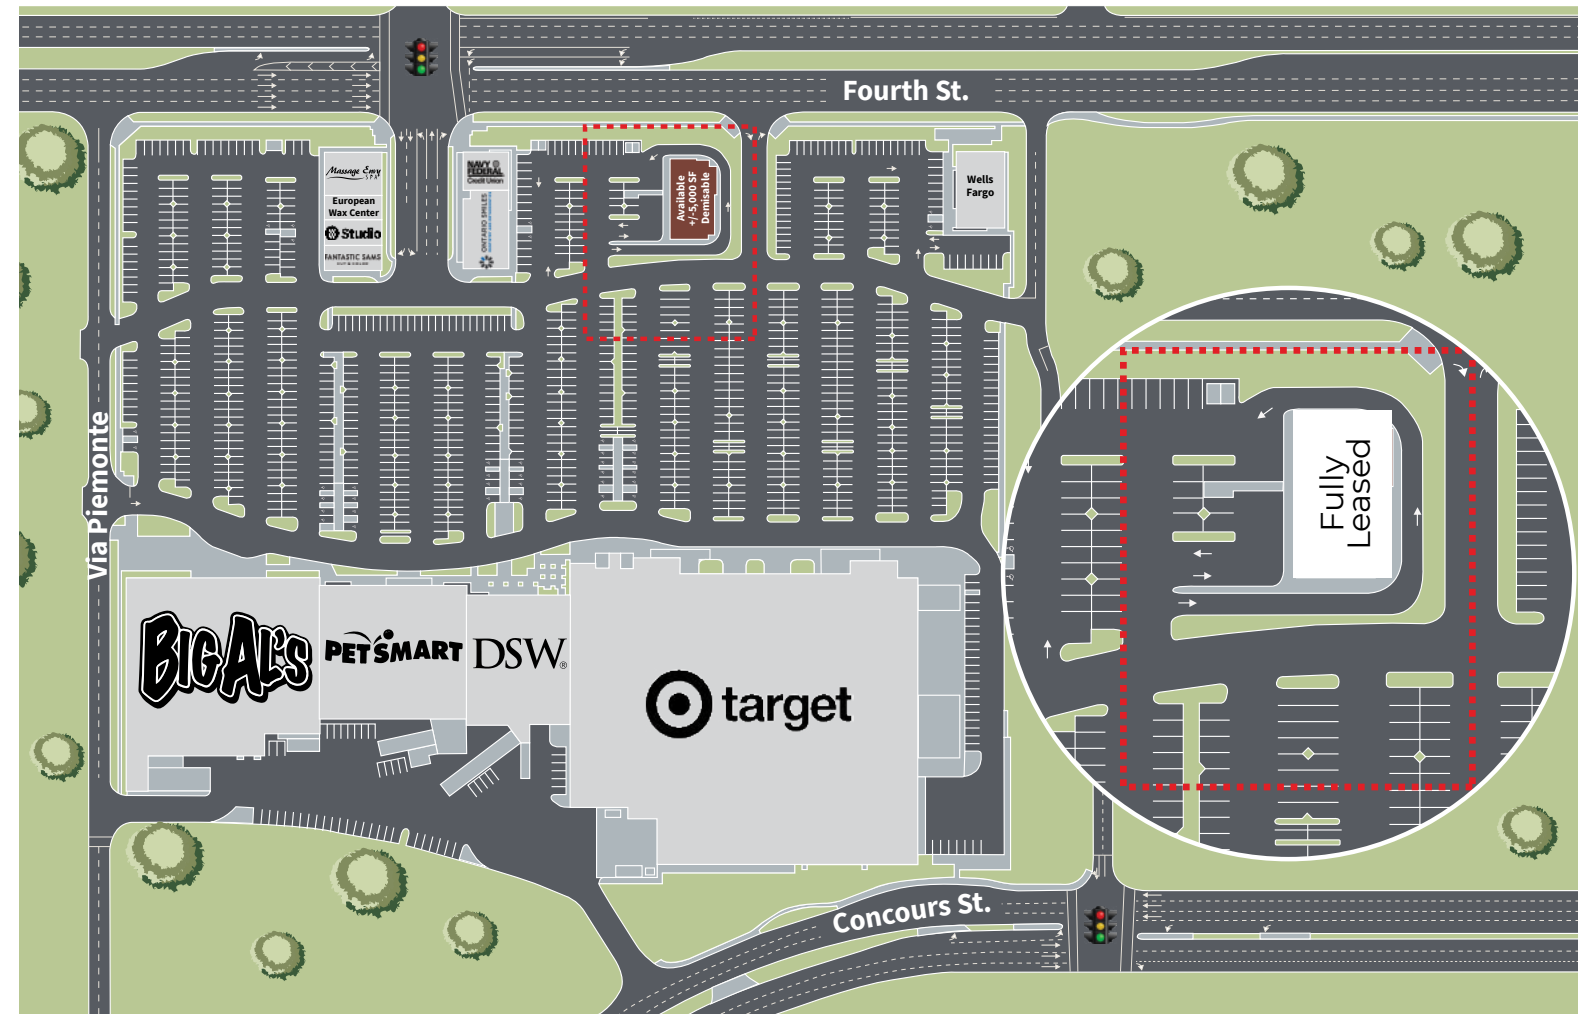 Fourth St.
Massage Envy
SPA
European
Wax Center
Studio
FANTASTIC SAMS
NAVY
FEDERAL
Credit Union
ONTARIO SMILES
Available
+/-5,000 SF
Demisable
Wells
Fargo
Via Piemonte
Fully
Leased
BIG AL'S
PETSMART
DSW®
target
Concours St.